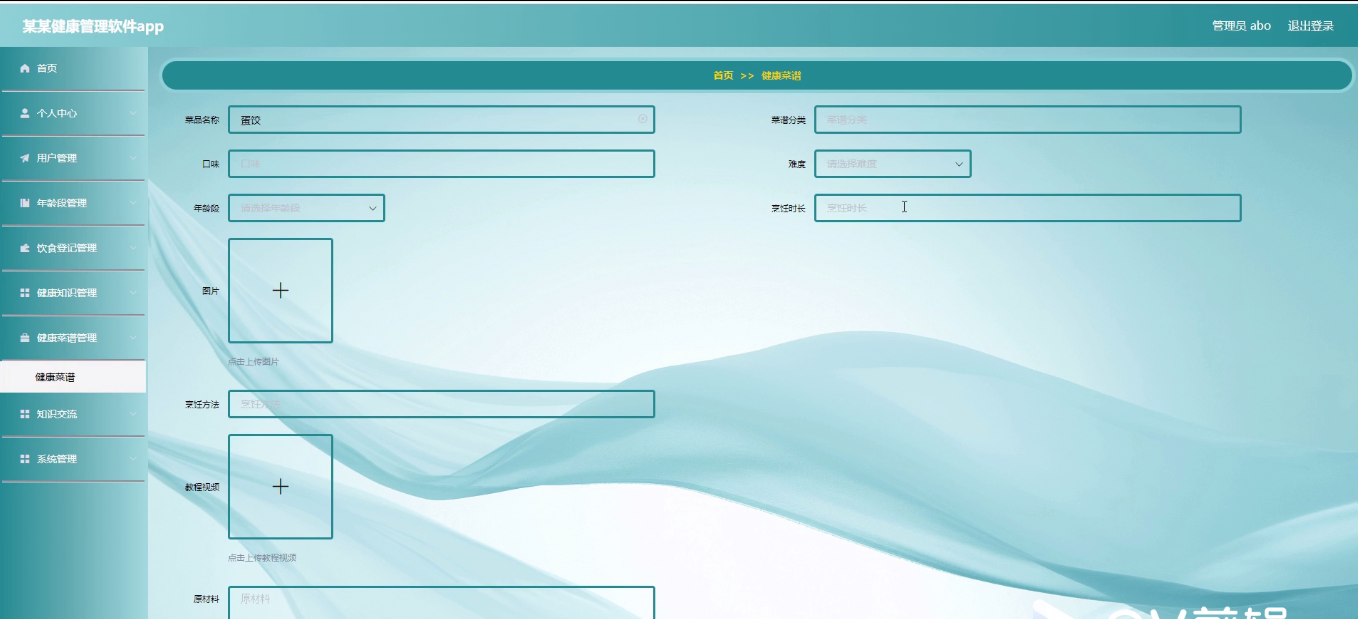 某某健康管理软件app
管理员 abo 退出登录
首页
个人中心
用户管理
年龄段管理
饮食登记管理
健康知识管理
健康菜谱管理
健康菜谱
知识交流
系统管理
首页 >> 健康菜谱
菜品名称 蛋饺 菜谱分类 菜谱分类
口味 口味 难度 请选择难度
年龄段 请选择年龄段 烹饪时长 烹饪时长
图片
点击上传图片
烹饪方法 烹饪方法
教程视频
点击上传教程视频
原材料 原材料